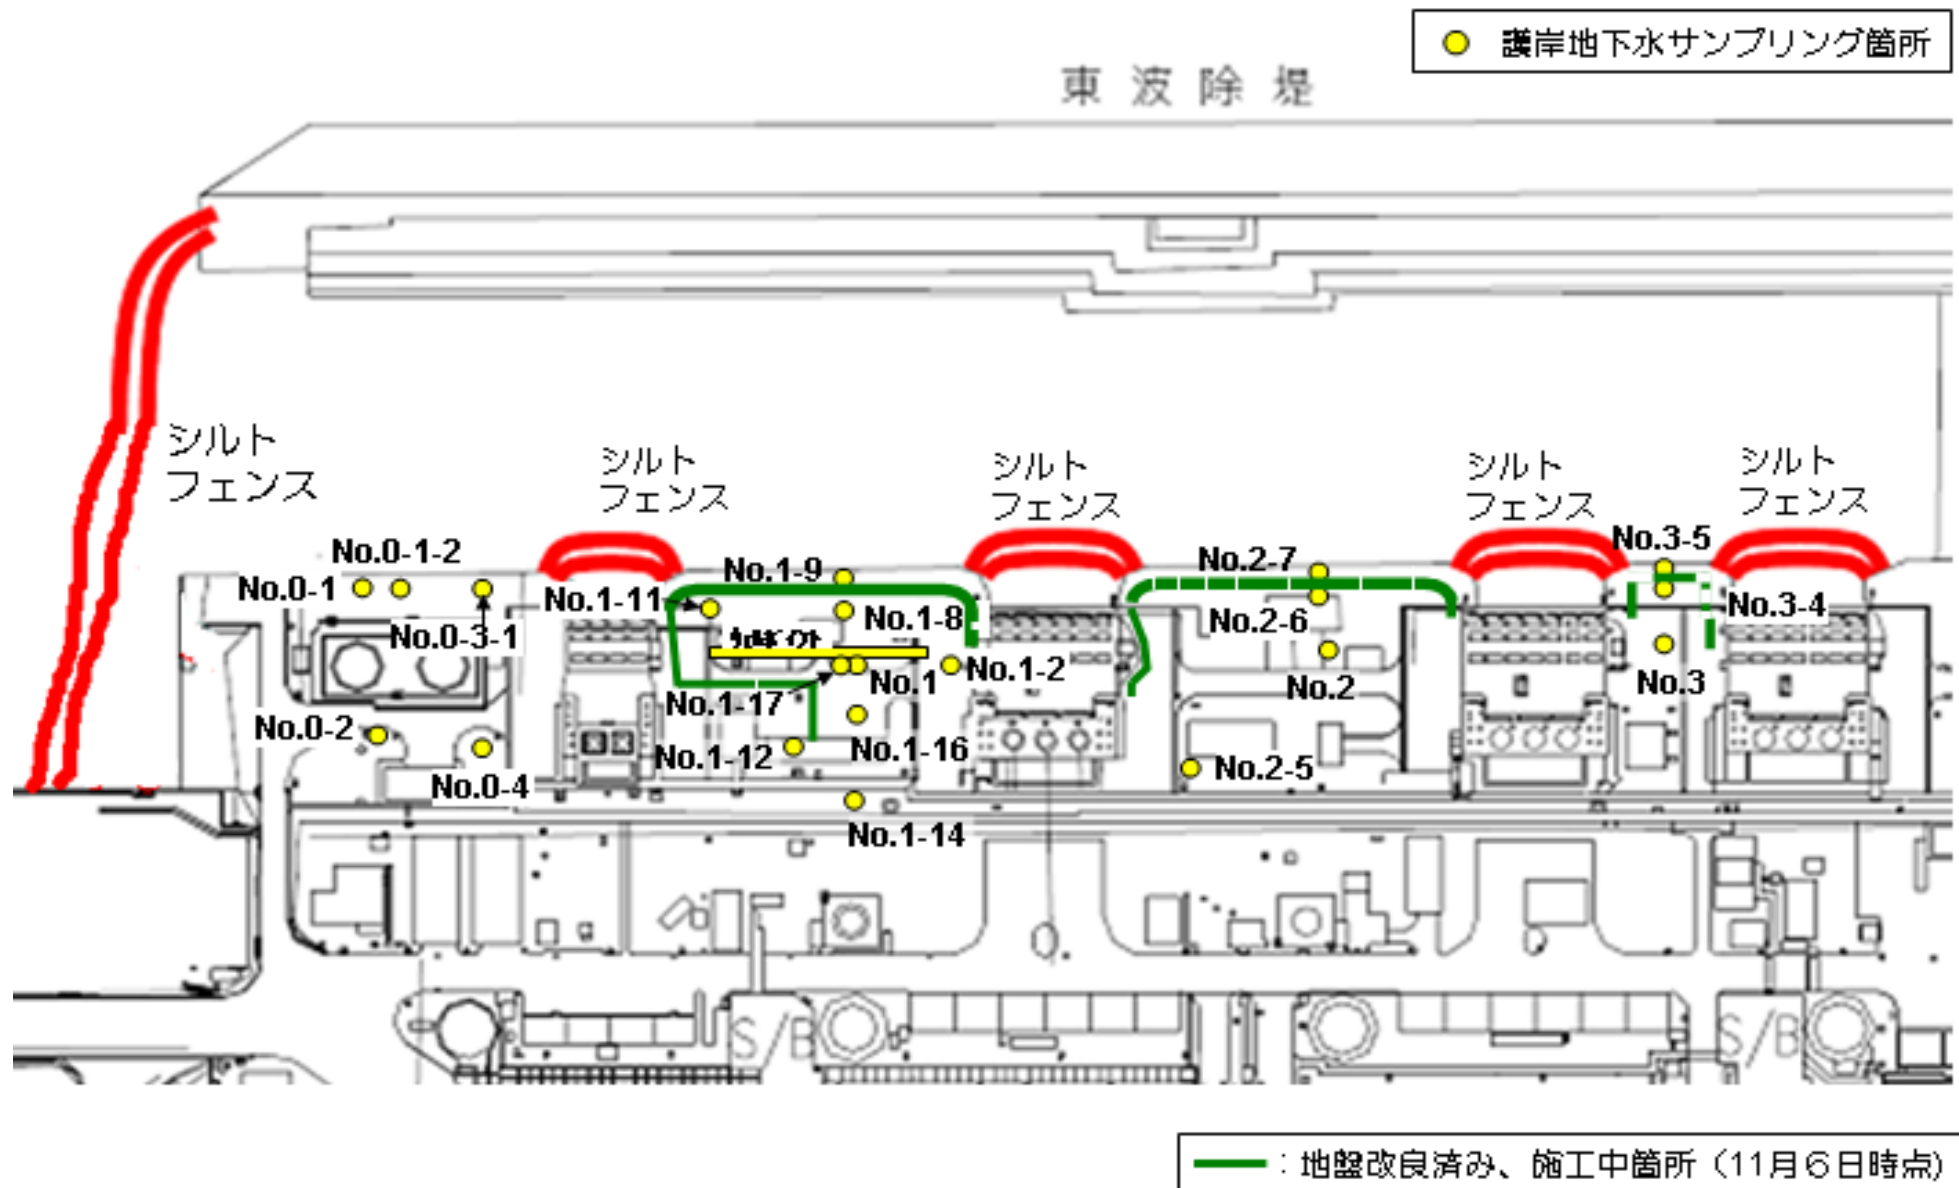 護岸地下水サンプリング箇所
東波除堤
シルト
フェンス
シルト
フェンス
シルト
フェンス
シルト
フェンス
シルト
フェンス
No.0-1-2
No.0-1
No.0-3-1
No.0-2
No.0-4
No.1-9
No.1-11
No.1-8
No.1
No.1-2
No.1-17
No.1-16
No.1-12
No.1-14
No.2-7
No.2-6
No.2
No.2-5
No.3-5
No.3-4
No.3
S/B
S/B
：地盤改良済み、施工中箇所（11月６日時点)